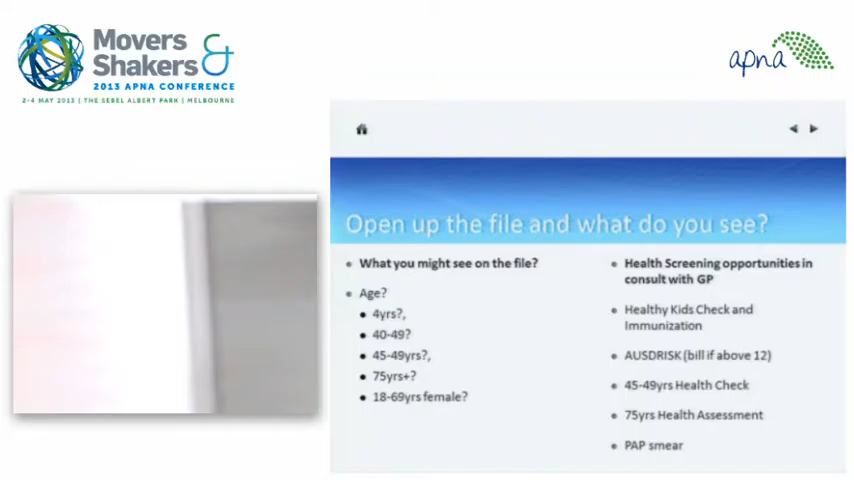 Movers &
Shakers
2013 APNA CONFERENCE
2-4 MAY 2013 | THE SEBEL ALBERT PARK | MELBOURNE
apna
Open up the file and what do you see?
What you might see on the file?
Age?
4yrs?,
40-49?
45-49yrs?,
75yrs+?
18-69yrs female?
Health Screening opportunities in
consult with GP
Healthy Kids Check and
Immunization
AUSDRISK (bill if above 12)
45-49yrs Health Check
75yrs Health Assessment
PAP smear